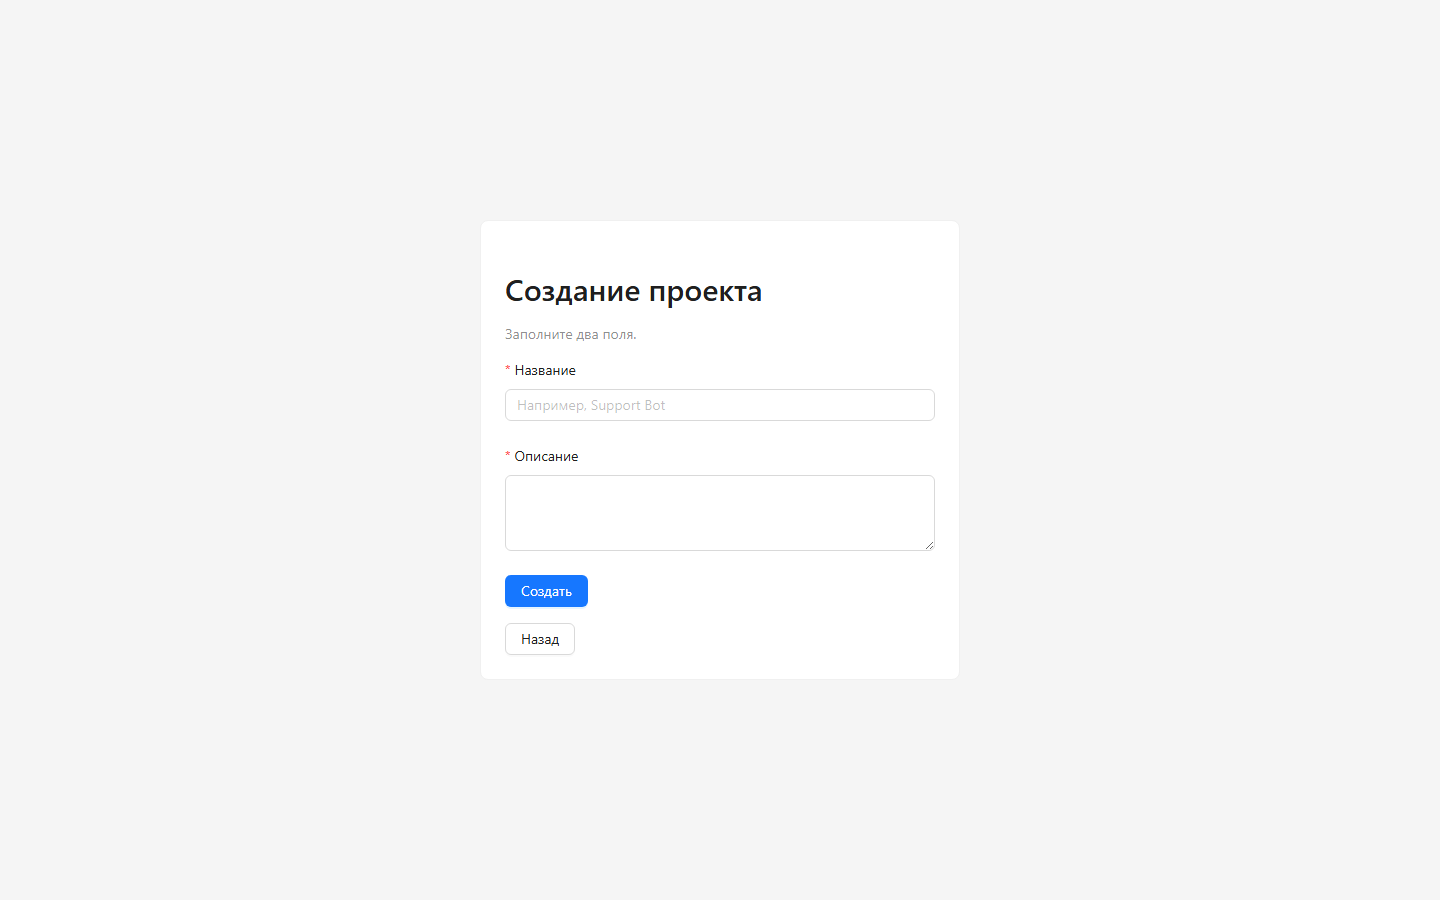 Создание проекта
Заполните два поля.
* Название
Например, Support Bot
* Описание
Создать
Назад